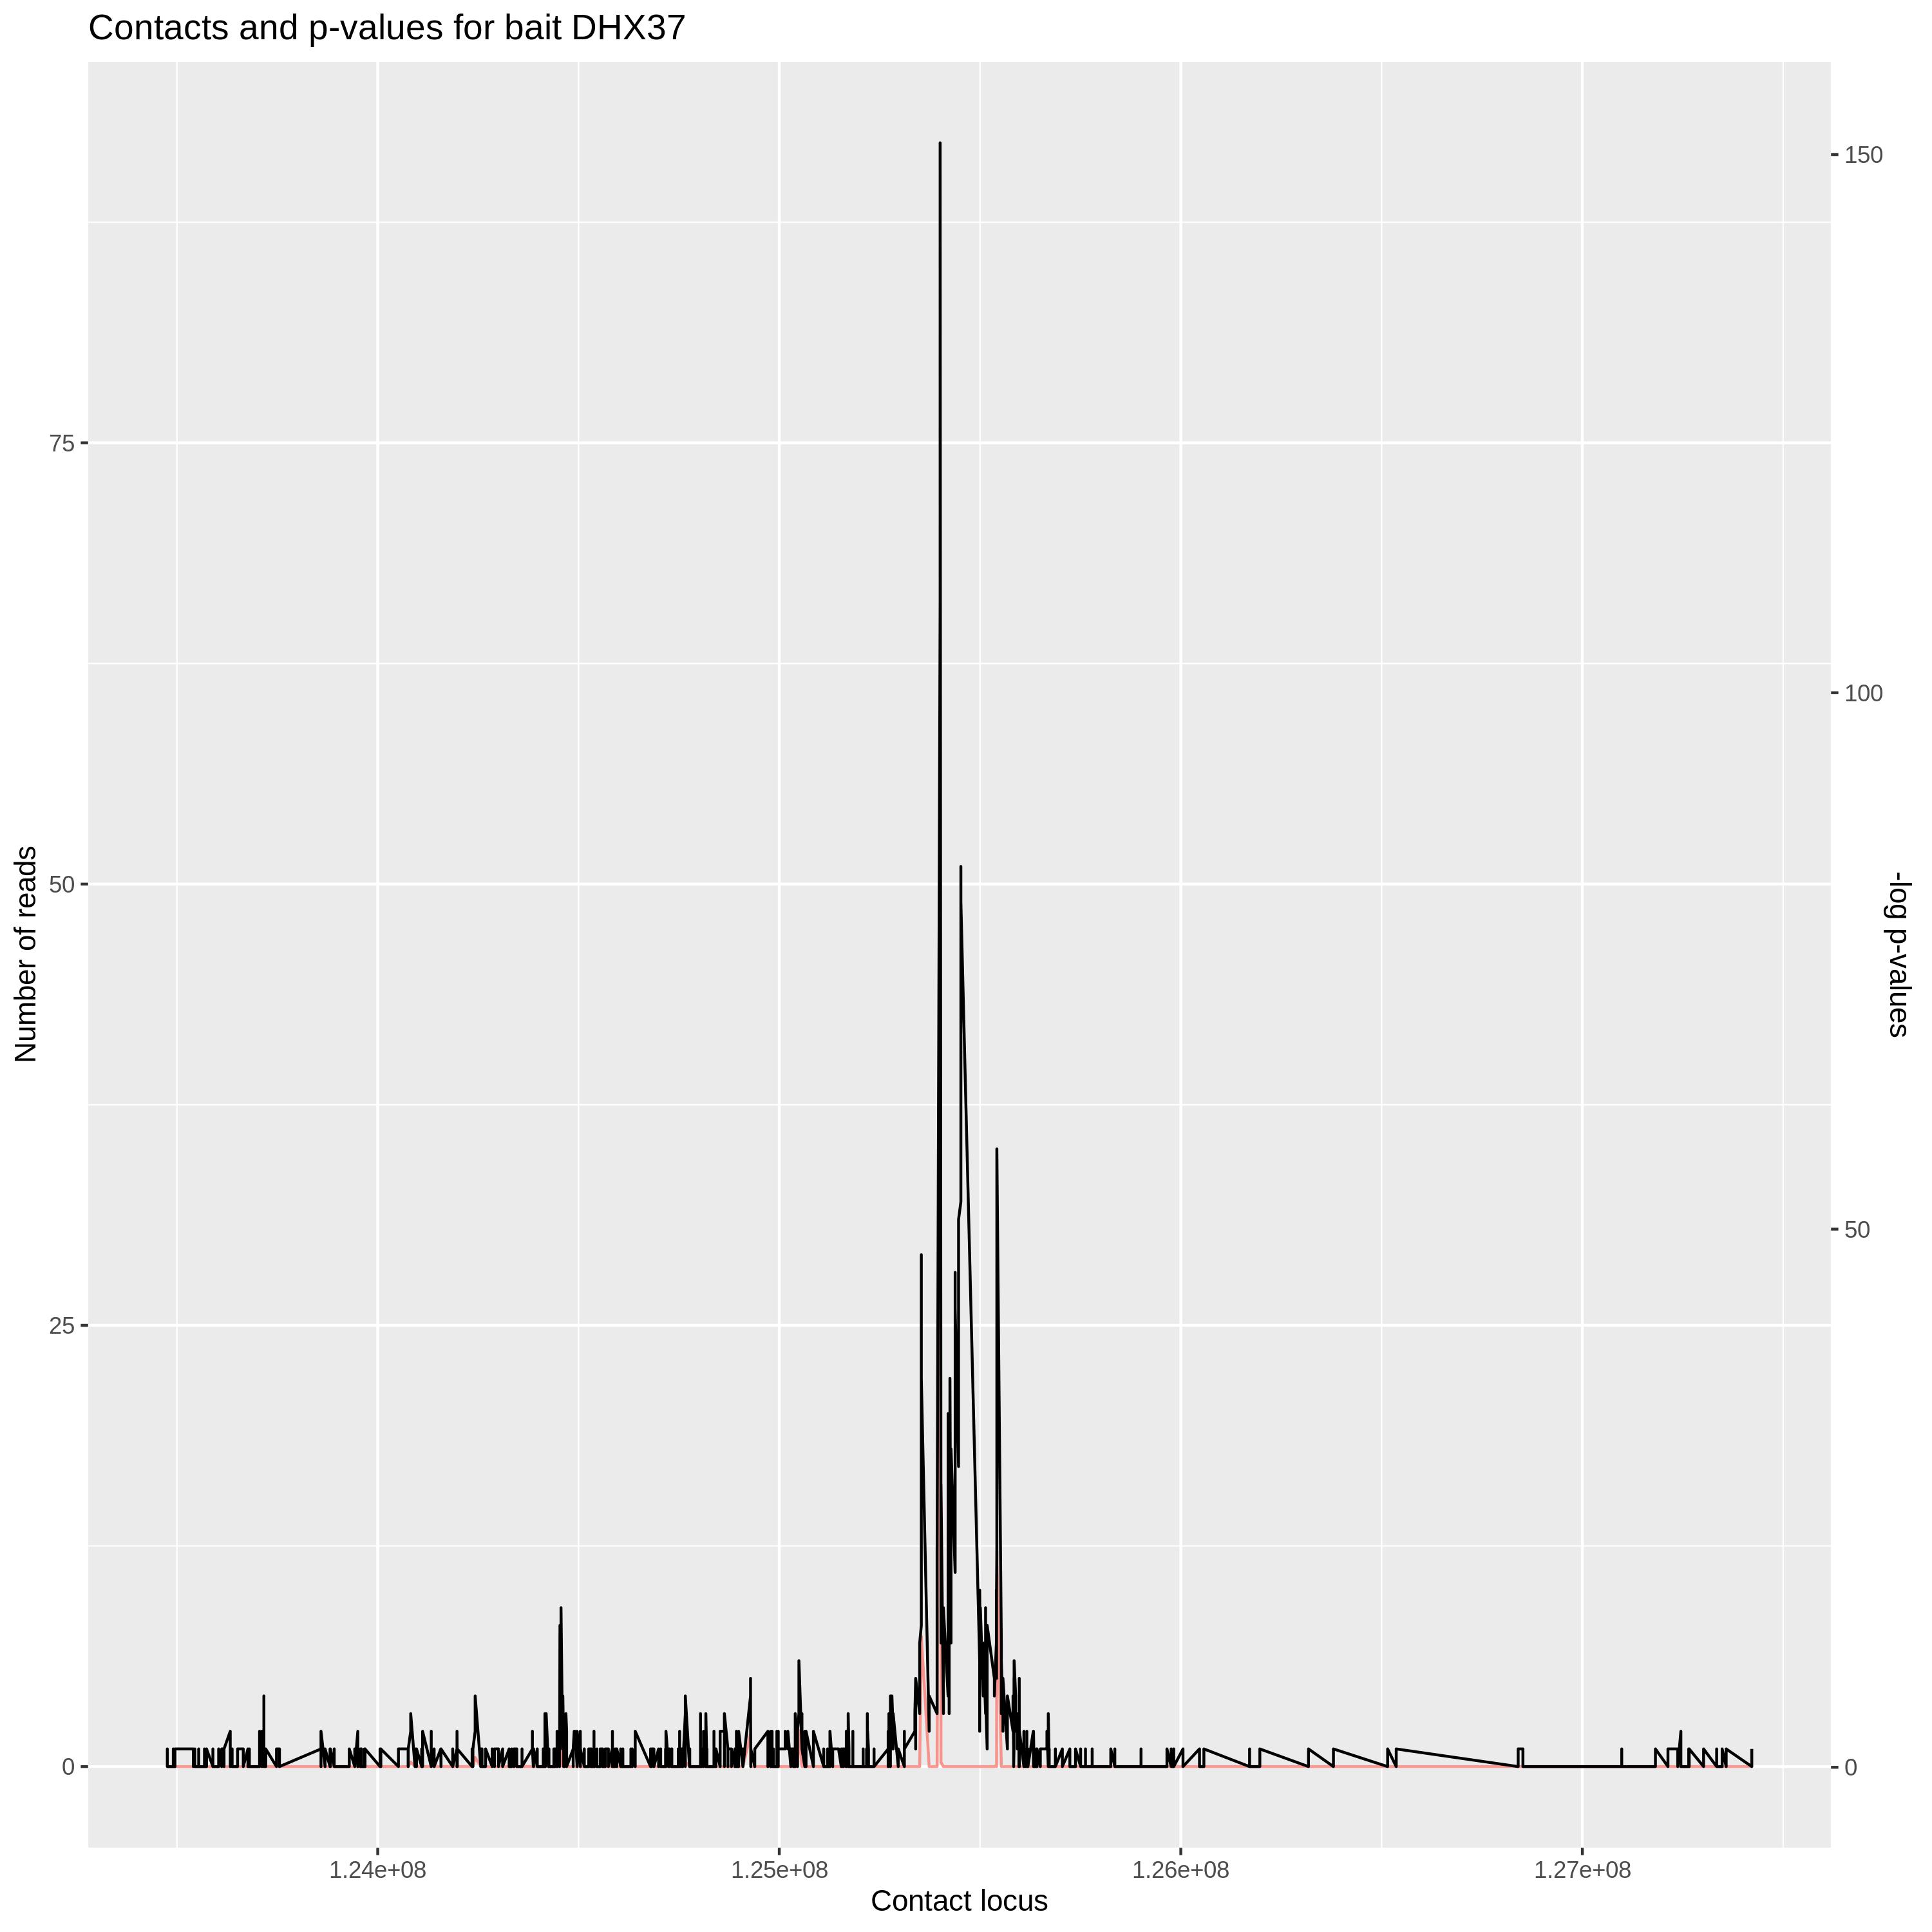 Contacts and p-values for bait DHX37
150
75
100
50
50
25
0
0
Number of reads
-log p-values
1.24e+08
1.25e+08
1.26e+08
1.27e+08
Contact locus